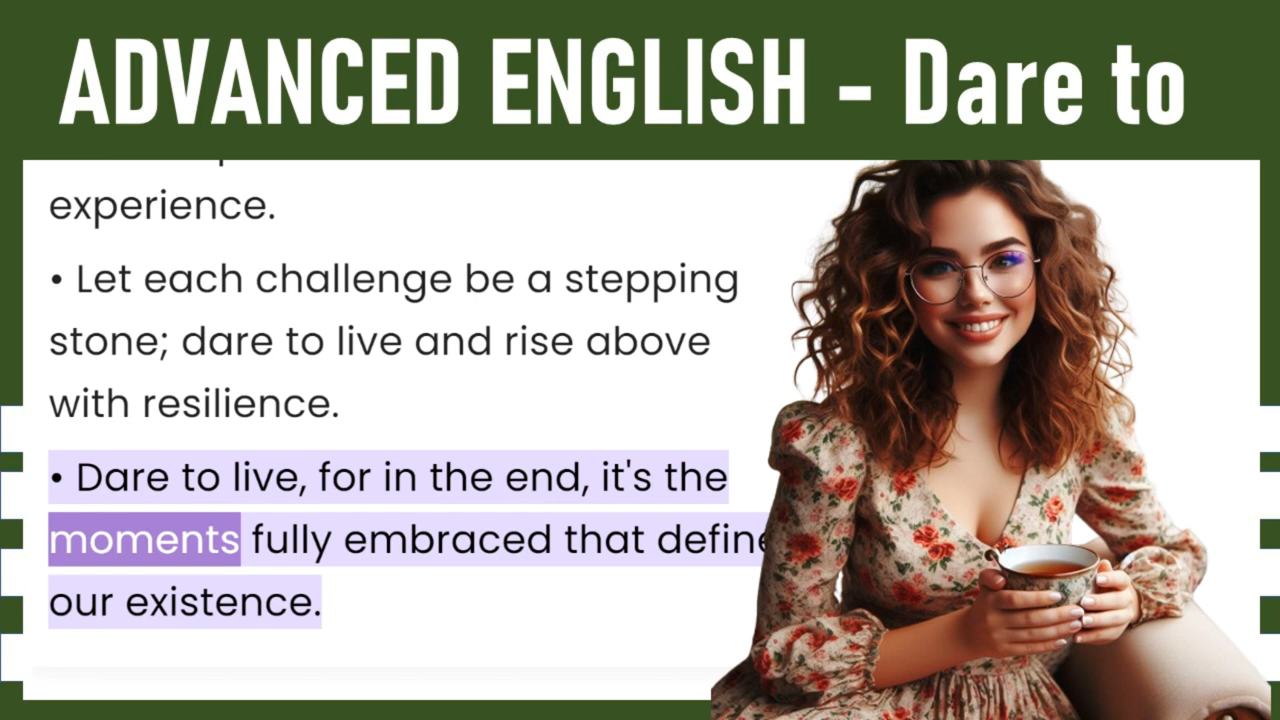 ADVANCED ENGLISH - Dare to
experience.
• Let each challenge be a stepping
stone; dare to live and rise above
with resilience.
• Dare to live, for in the end, it's the
moments fully embraced that define
our existence.